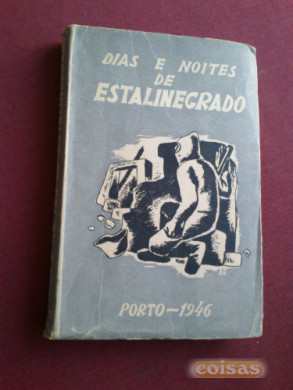 DIAS E NOITES
DE
ESTALINEGRADO
PORTO-1946
coisas